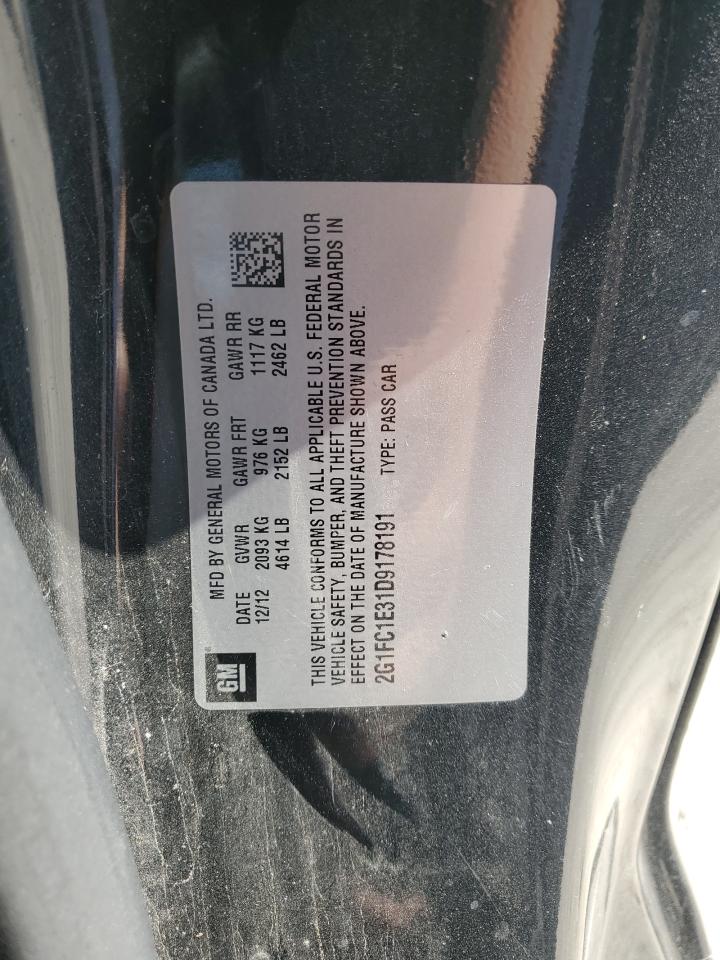 GM
MFD BY GENERAL MOTORS OF CANADA LTD.
DATE GVWR GAWR FRT GAWR RR
12/12 2093 KG 976 KG 1117 KG
4614 LB 2152 LB 2462 LB
THIS VEHICLE CONFORMS TO ALL APPLICABLE U.S. FEDERAL MOTOR
VEHICLE SAFETY, BUMPER, AND THEFT PREVENTION STANDARDS IN
EFFECT ON THE DATE OF MANUFACTURE SHOWN ABOVE.
2G1FC1E31D9178191 TYPE: PASS CAR